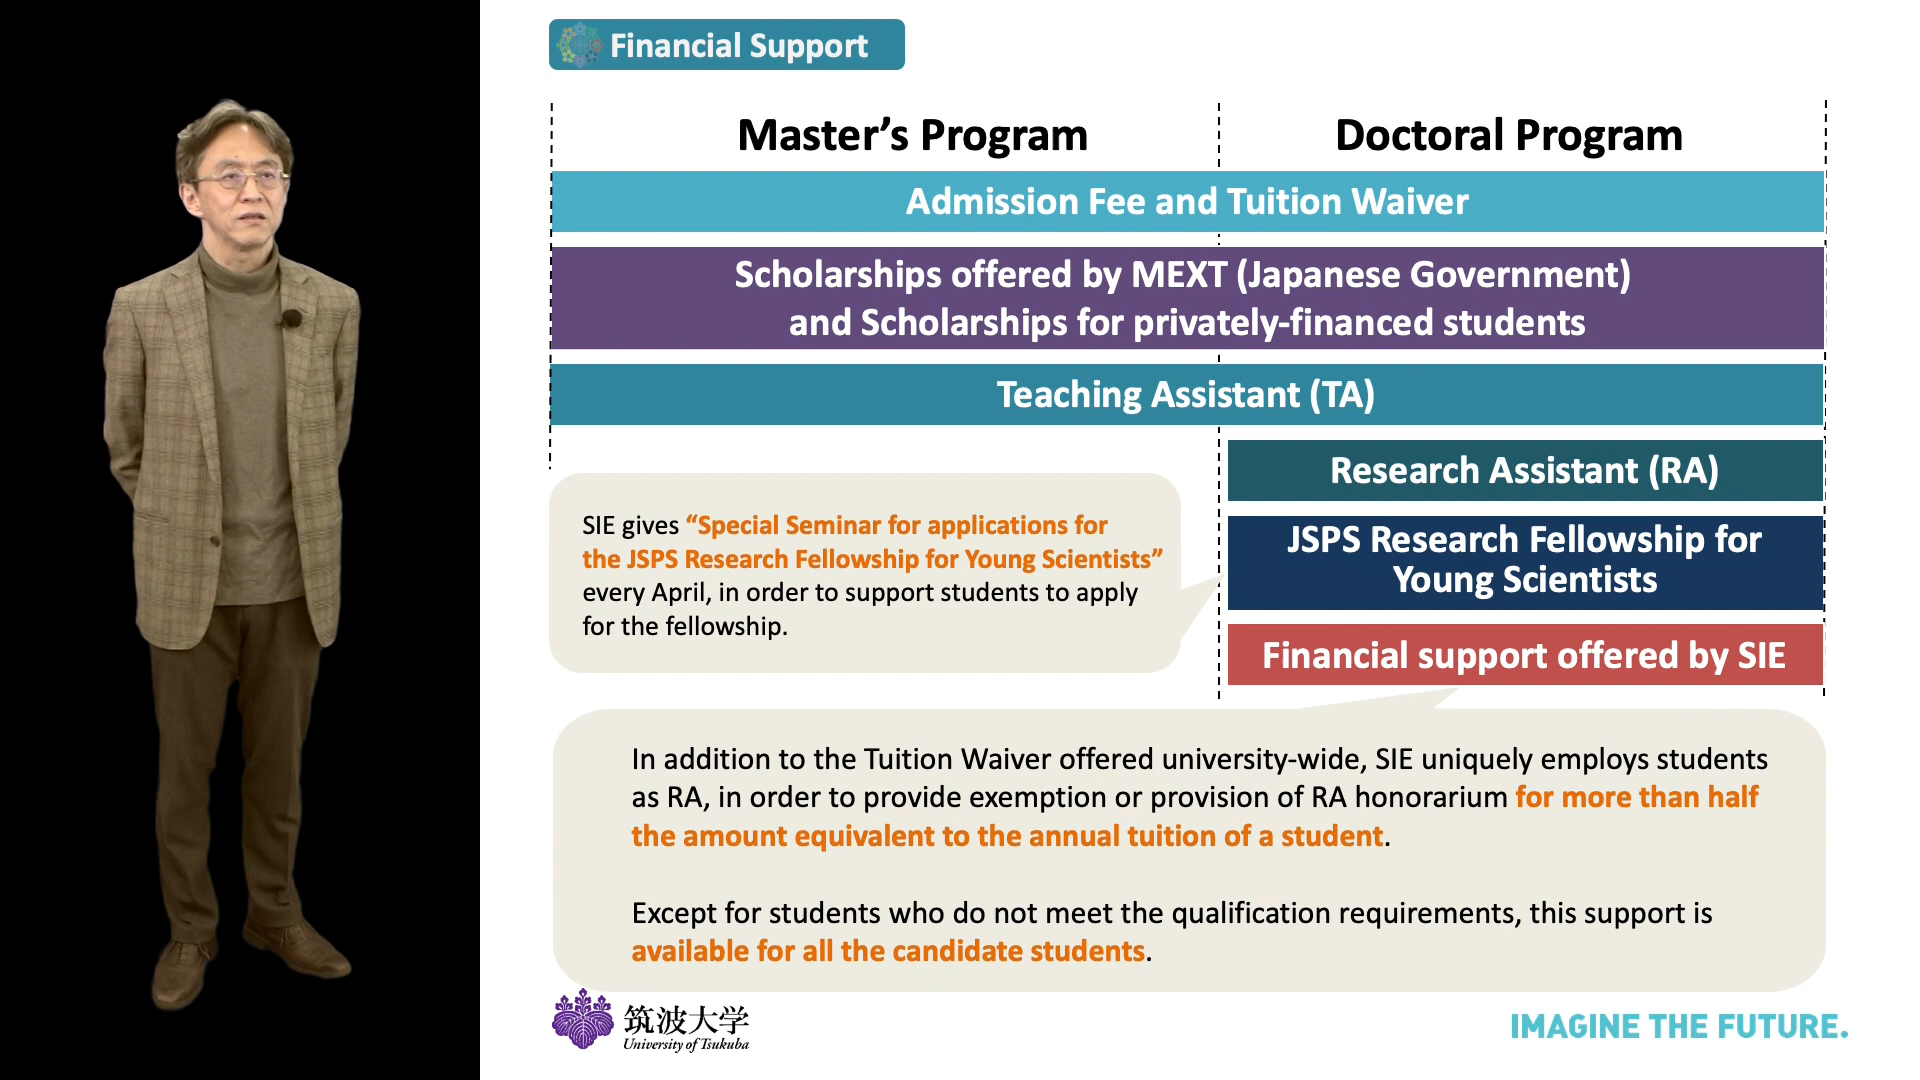 Financial Support
Master’s Program
Doctoral Program
Admission Fee and Tuition Waiver
Scholarships offered by MEXT (Japanese Government)
and Scholarships for privately-financed students
Teaching Assistant (TA)
Research Assistant (RA)
JSPS Research Fellowship for
Young Scientists
Financial support offered by SIE
SIE gives “Special Seminar for applications for
the JSPS Research Fellowship for Young Scientists”
every April, in order to support students to apply
for the fellowship.
In addition to the Tuition Waiver offered university-wide, SIE uniquely employs students
as RA, in order to provide exemption or provision of RA honorarium for more than half
the amount equivalent to the annual tuition of a student.
Except for students who do not meet the qualification requirements, this support is
available for all the candidate students.
筑波大学
University of Tsukuba
IMAGINE THE FUTURE.